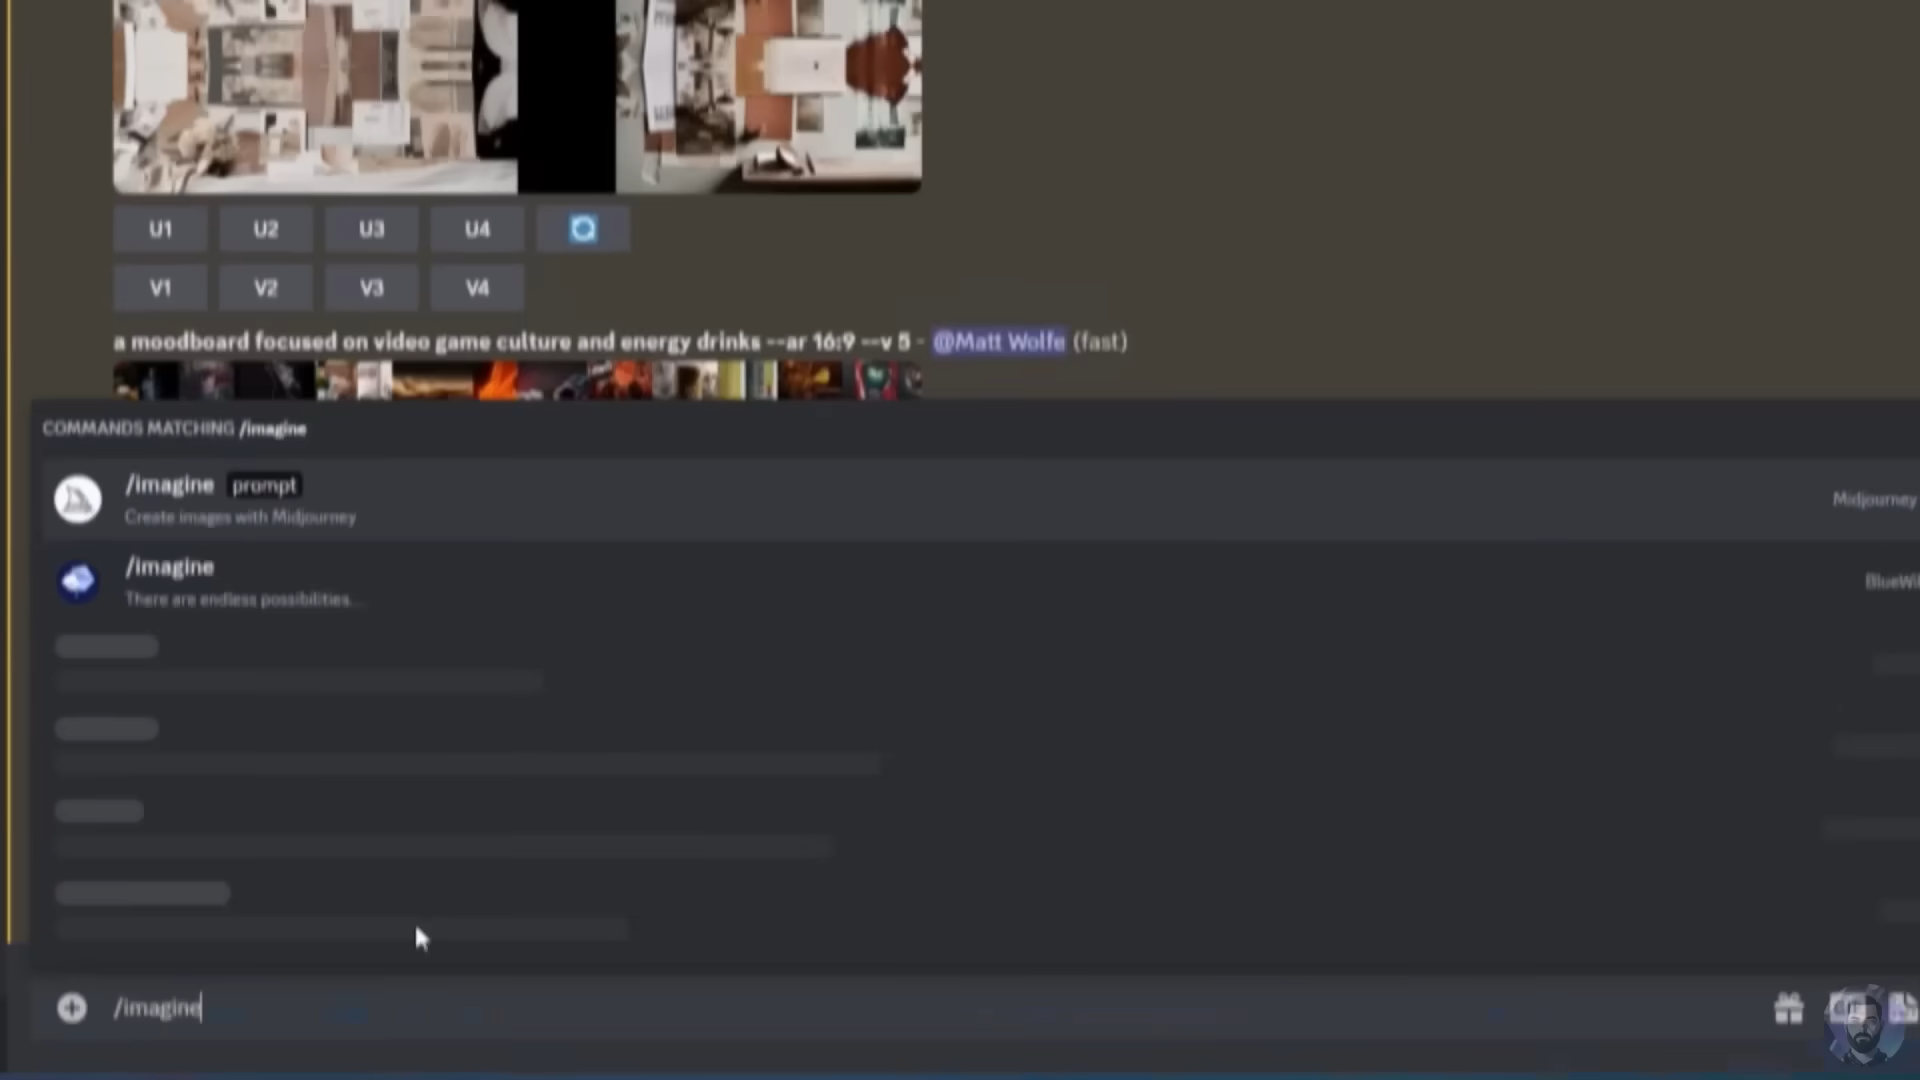 U1 U2 U3 U4
V1 V2 V3 V4
a moodboard focused on video game culture and energy drinks --ar 16:9 --v 5 - @Matt Wolfe (fast)
COMMANDS MATCHING /imagine
/imagine prompt
Create images with Midjourney
Midjourney
/imagine
There are endless possibilities...
BlueWil
/imagine